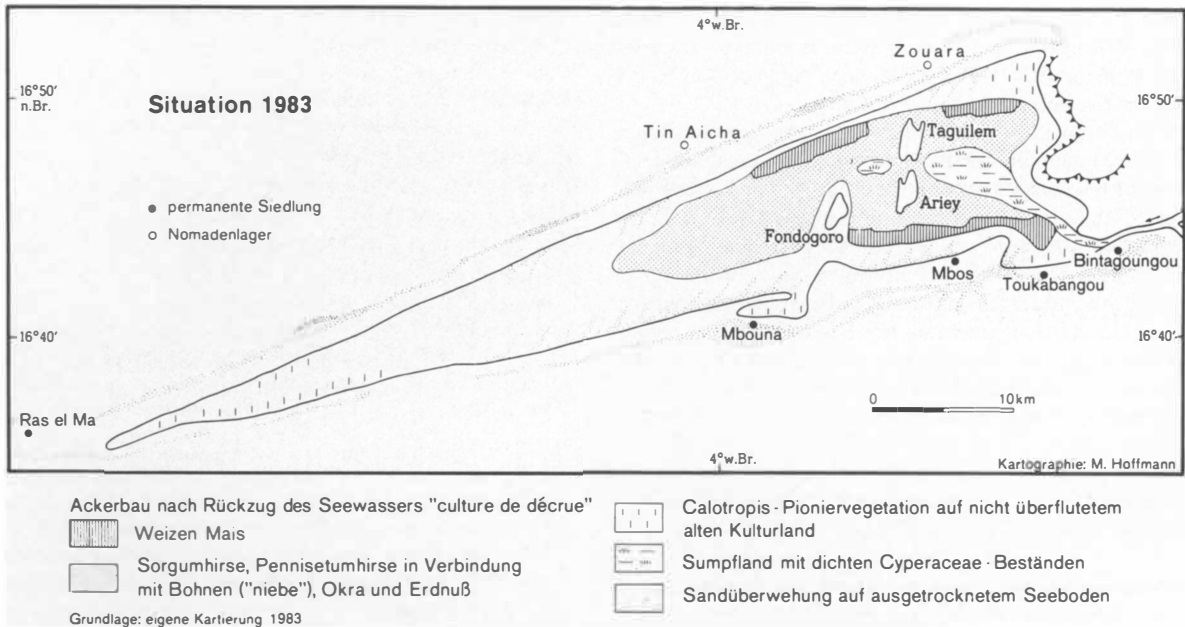 4°w.Br.
Zouara
16°50'
n.Br.
Situation 1983
16°50'
Tin Aicha
Taguilem
permanente Siedlung
Nomadenlager
Ariey
Fondogoro
Bintagoungou
Mbos
Toukabangou
16°40'
Mbouna
16°40'
0 10km
Ras el Ma
4°w.Br.
Kartographie: M. Hoffmann
Ackerbau nach Rückzug des Seewassers "culture de décrue"
Weizen Mais
Sorgumhirse, Pennisetumhirse in Verbindung
mit Bohnen ("niebe"), Okra und Erdnuß
Grundlage: eigene Kartierung 1983
Calotropis-Pioniervegetation auf nicht überflutetem
alten Kulturland
Sumpfland mit dichten Cyperaceae-Beständen
Sandüberwehung auf ausgetrocknetem Seeboden